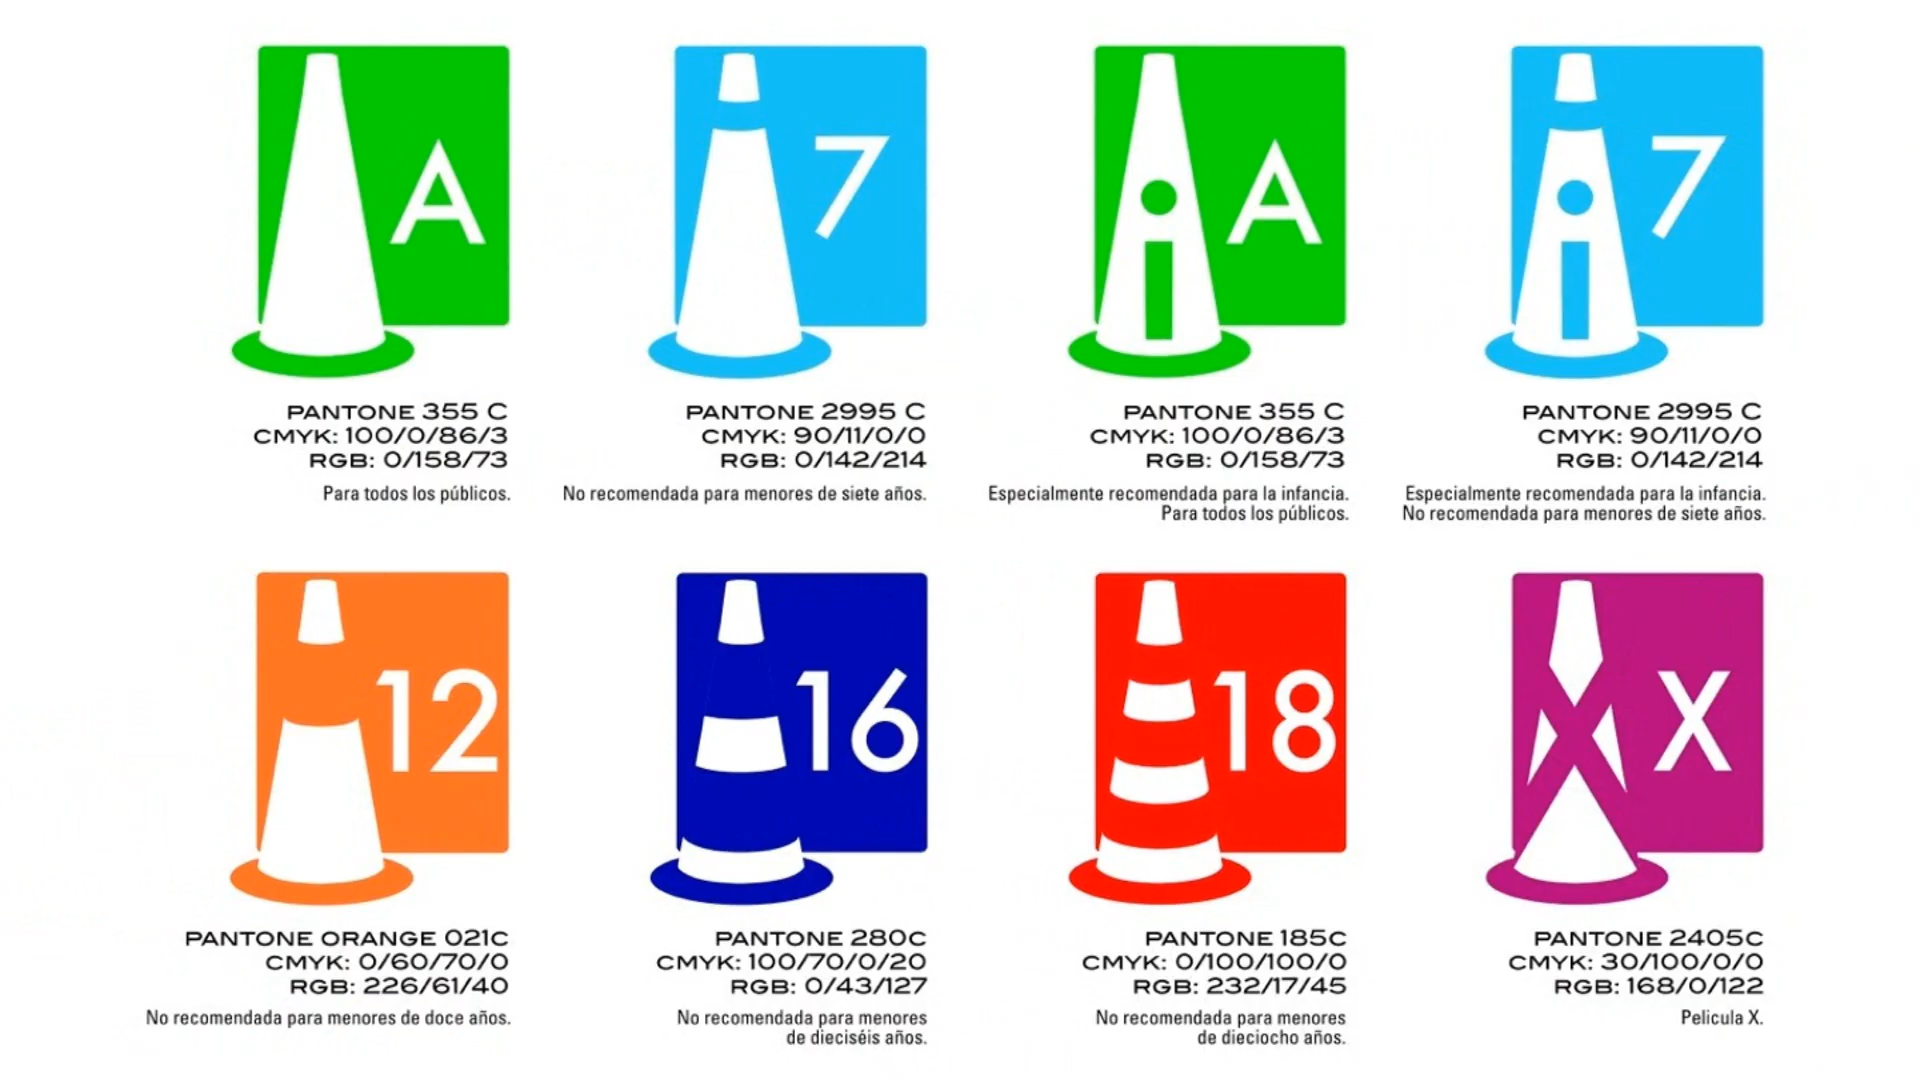 A
PANTONE 355 C
CMYK: 100/0/86/3
RGB: 0/158/73
Para todos los públicos.
7
PANTONE 2995 C
CMYK: 90/11/0/0
RGB: 0/142/214
No recomendada para menores de siete años.
i A
PANTONE 355 C
CMYK: 100/0/86/3
RGB: 0/158/73
Especialmente recomendada para la infancia.
Para todos los públicos.
i 7
PANTONE 2995 C
CMYK: 90/11/0/0
RGB: 0/142/214
Especialmente recomendada para la infancia.
No recomendada para menores de siete años.
12
PANTONE ORANGE 021C
CMYK: 0/60/70/0
RGB: 226/61/40
No recomendada para menores de doce años.
16
PANTONE 280C
CMYK: 100/70/0/20
RGB: 0/43/127
No recomendada para menores
de dieciséis años.
18
PANTONE 185C
CMYK: 0/100/100/0
RGB: 232/17/45
No recomendada para menores
de dieciocho años.
X
PANTONE 2405C
CMYK: 30/100/0/0
RGB: 168/0/122
Pelicula X.